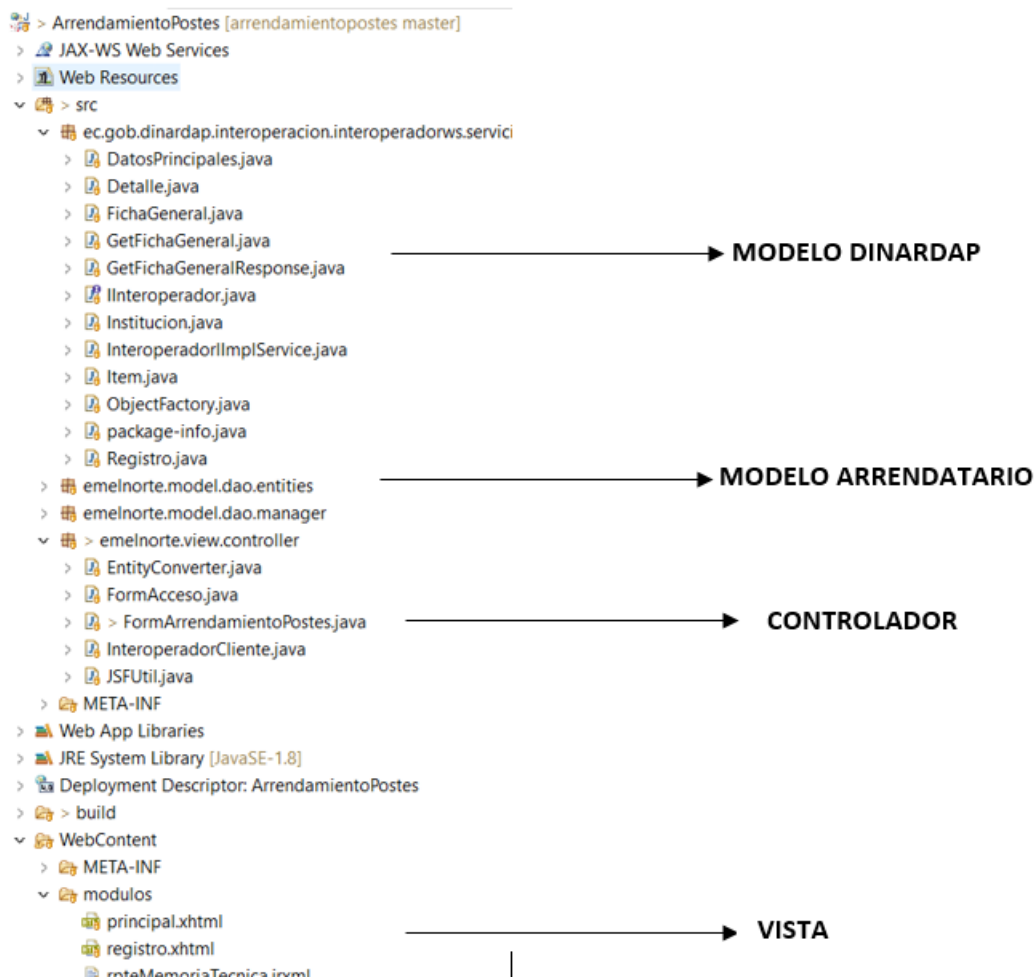 > ArrendamientoPostes [arrendamientopostes master]
> JAX-WS Web Services
> Web Resources
> src
ec.gob.dinardap.interoperacion.interoperadorws.servici
> DatosPrincipales.java
> Detalle.java
> FichaGeneral.java
> GetFichaGeneral.java
MODELO DINARDAP
> GetFichaGeneralResponse.java
> IInteroperador.java
> Institucion.java
> InteroperadorIImplService.java
> Item.java
> ObjectFactory.java
> package-info.java
> Registro.java
MODELO ARRENDATARIO
> emelnorte.model.dao.entities
> emelnorte.model.dao.manager
> emelnorte.view.controller
> EntityConverter.java
> FormAcceso.java
> > FormArrendamientoPostes.java
CONTROLADOR
> InteroperadorCliente.java
> JSFUtil.java
> META-INF
> Web App Libraries
> JRE System Library [JavaSE-1.8]
> Deployment Descriptor: ArrendamientoPostes
> > build
WebContent
> META-INF
modulos
principal.xhtml
VISTA
registro.xhtml
rpteMemoriaTecnica.jrxml